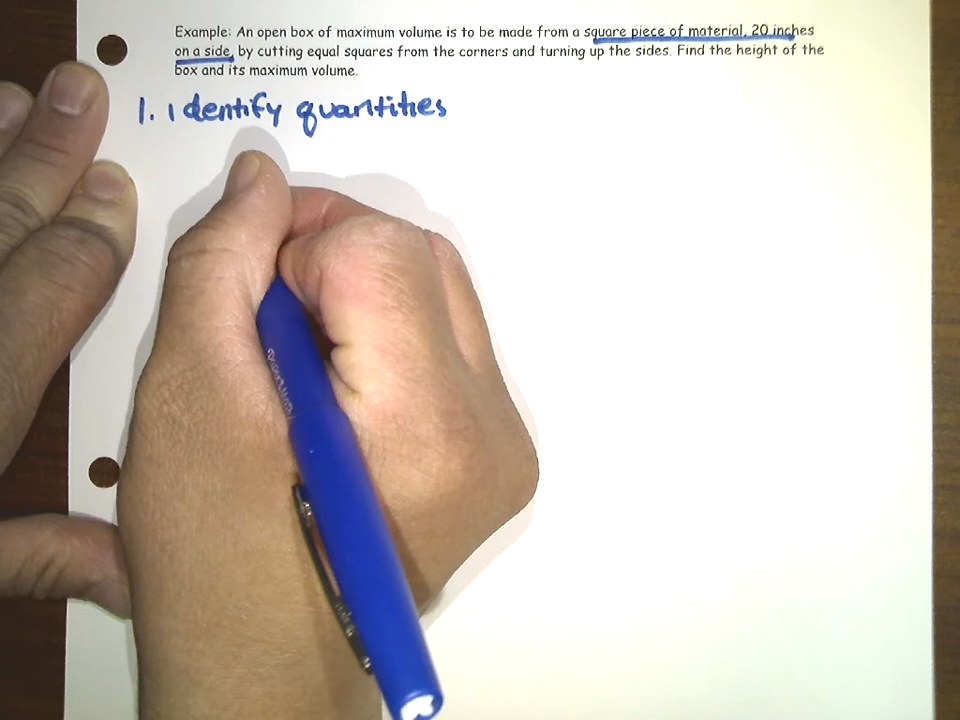 Example: An open box of maximum volume is to be made from a square piece of material, 20 inches
on a side, by cutting equal squares from the corners and turning up the sides. Find the height of the
box and its maximum volume.
1. Identify quantities